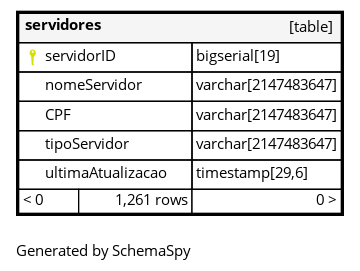 servidores [table]
servidorID bigserial[19]
nomeServidor varchar[2147483647]
CPF varchar[2147483647]
tipoServidor varchar[2147483647]
ultimaAtualizacao timestamp[29,6]
< 0 1,261 rows 0 >
Generated by SchemaSpy